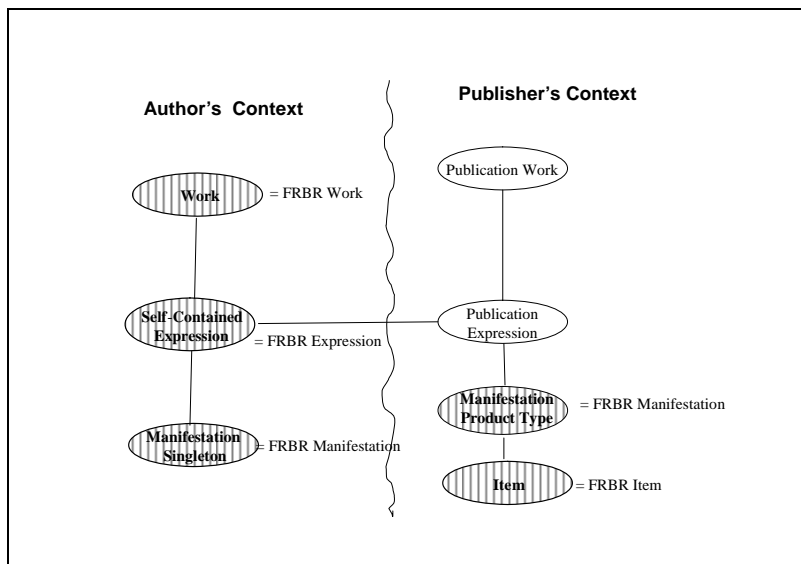 Author's Context
Work
= FRBR Work
Self-Contained
Expression
= FRBR Expression
Manifestation
Singleton
= FRBR Manifestation
Publisher's Context
Publication Work
Publication
Expression
Manifestation
Product Type
= FRBR Manifestation
Item
= FRBR Item